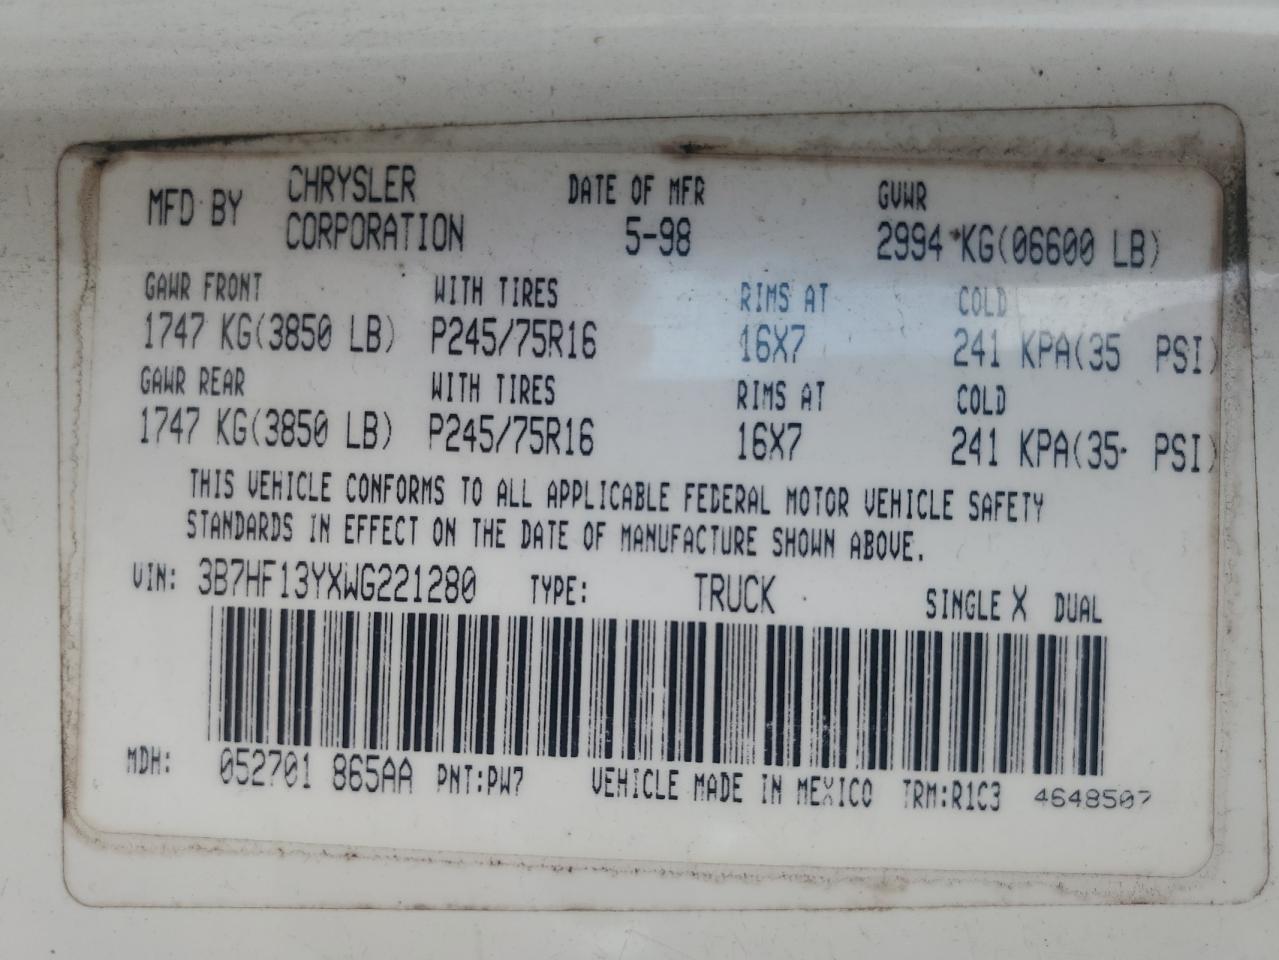 MFD BY CHRYSLER CORPORATION DATE OF MFR 5-98 GVWR 2994 KG(06600 LB)
GAWR FRONT WITH TIRES RIMS AT COLD
1747 KG(3850 LB) P245/75R16 16X7 241 KPA(35 PSI)
GAWR REAR WITH TIRES RIMS AT COLD
1747 KG(3850 LB) P245/75R16 16X7 241 KPA(35 PSI)
THIS VEHICLE CONFORMS TO ALL APPLICABLE FEDERAL MOTOR VEHICLE SAFETY
STANDARDS IN EFFECT ON THE DATE OF MANUFACTURE SHOWN ABOVE.
VIN: 3B7HF13YXWG221280 TYPE: TRUCK SINGLE X DUAL
MDH: 052701 865AA PNT:PW7 VEHICLE MADE IN MEXICO TRM:R1C3 4648507